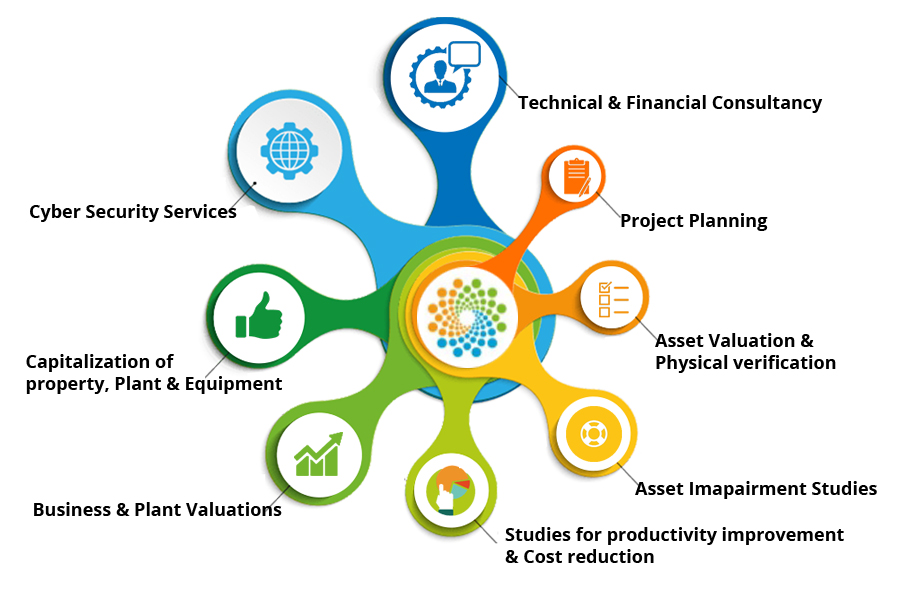 Technical & Financial Consultancy
Project Planning
Cyber Security Services
Asset Valuation &
Physical verification
Capitalization of
property, Plant & Equipment
Asset Imapairment Studies
Business & Plant Valuations
Studies for productivity improvement
& Cost reduction